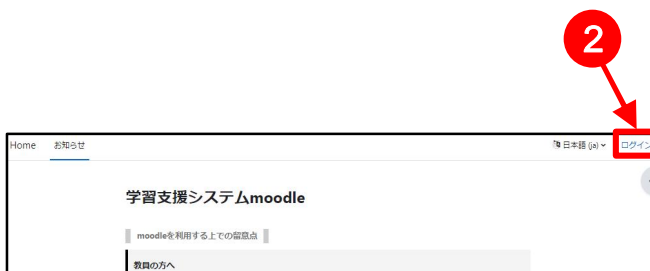 2
Home お知らせ 日本語 (ja) ログイン
学習支援システムmoodle
moodleを利用する上での留意点
教員の方へ